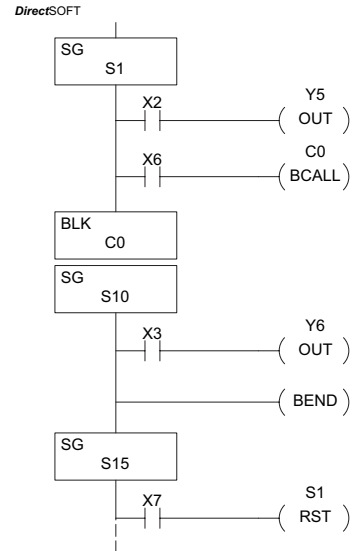 DirectSOFT
SG
S1
X2
Y5
OUT
X6
C0
BCALL
BLK
C0
SG
S10
X3
Y6
OUT
BEND
SG
S15
X7
S1
RST